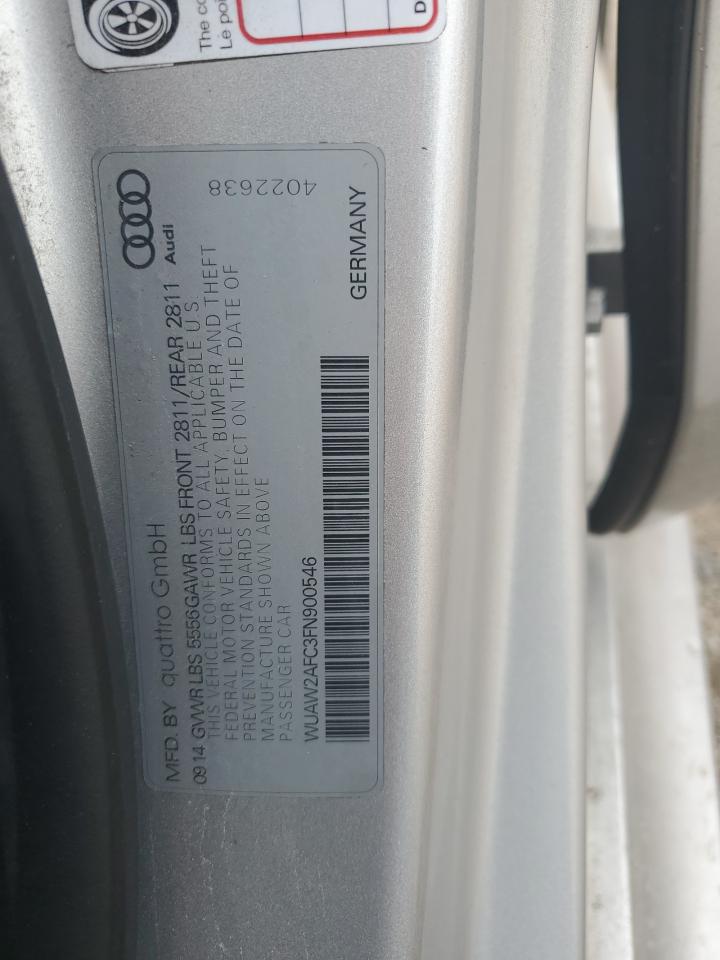 The co
Le poi
D
MFD. BY quattro GmbH
Audi
09 14 GVWR LBS 5556 GAWR LBS FRONT 2811/REAR 2811
THIS VEHICLE CONFORMS TO ALL APPLICABLE U.S
FEDERAL MOTOR VEHICLE SAFETY, BUMPER AND THEFT
PREVENTION STANDARDS IN EFFECT ON THE DATE OF
MANUFACTURE SHOWN ABOVE
PASSENGER CAR
4022638
WUAW2AFC3FN900546
GERMANY